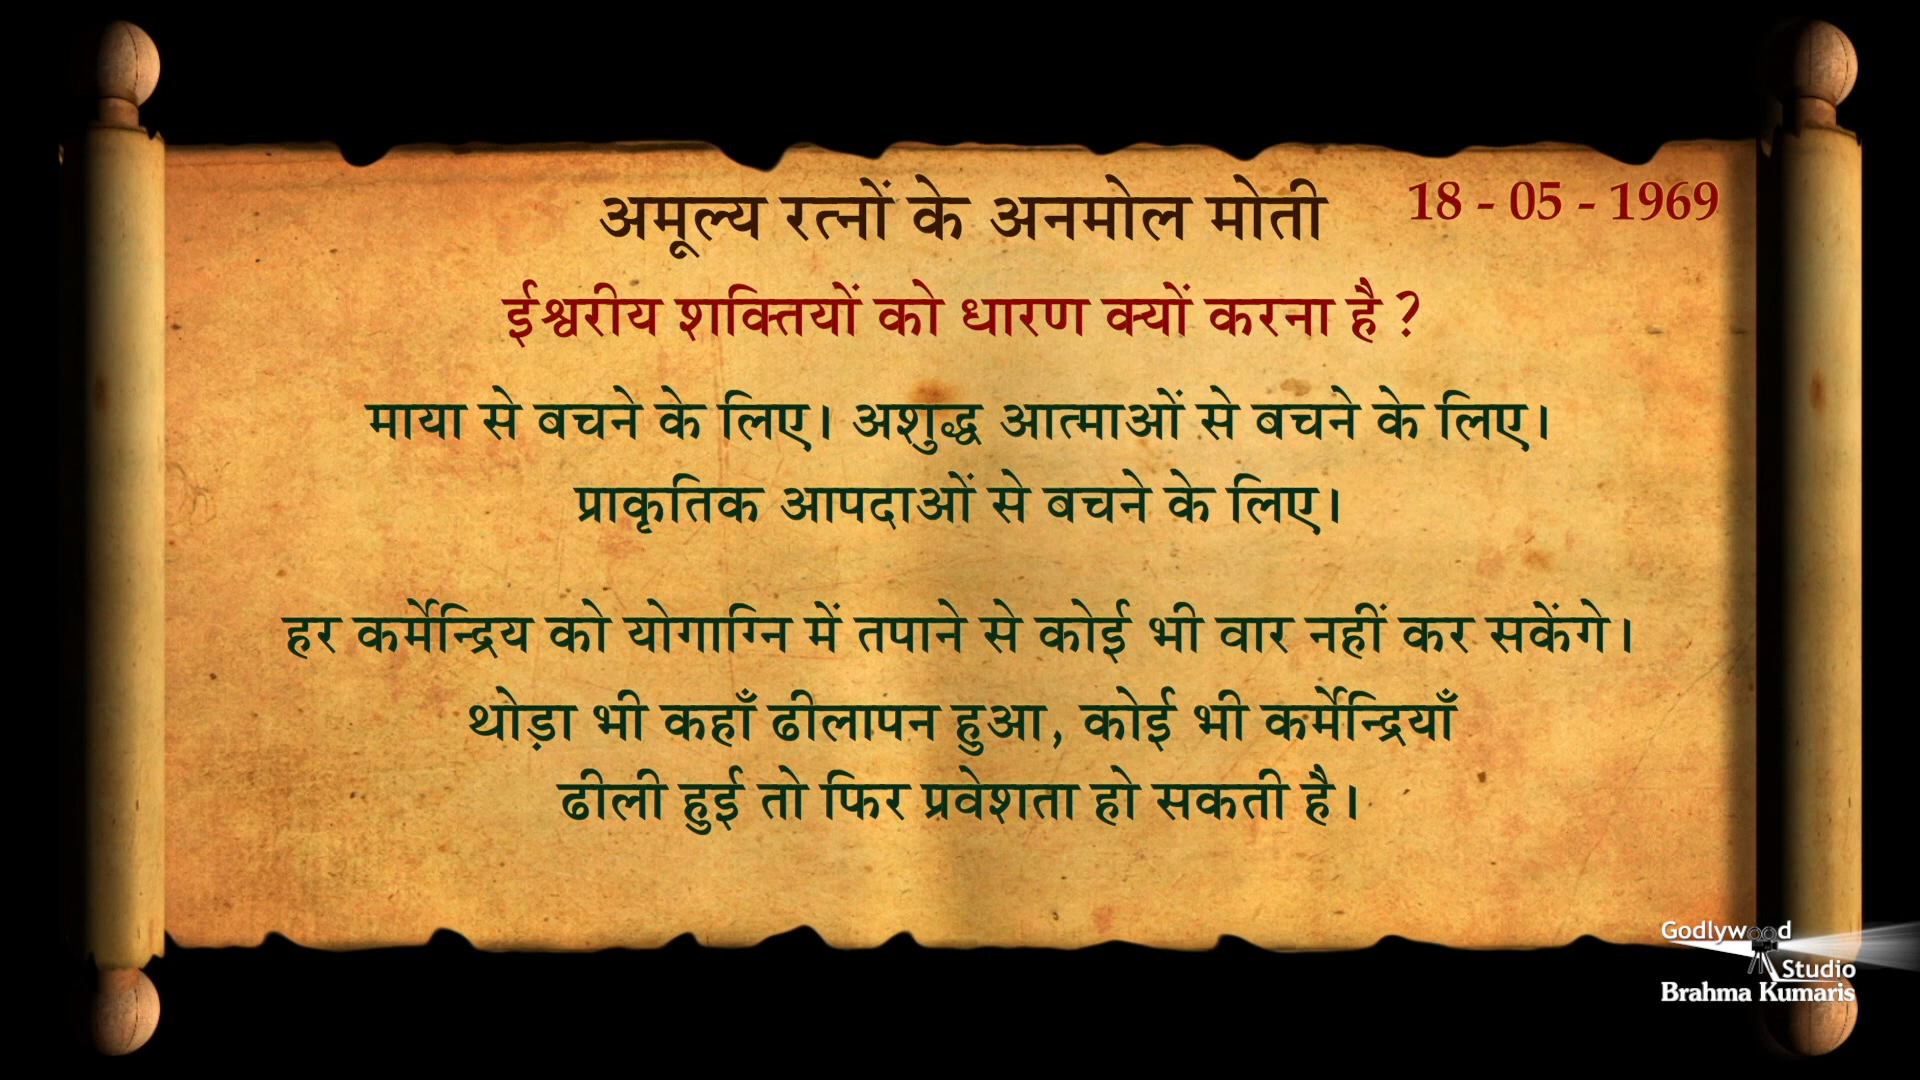 अमूल्य रत्नों के अनमोल मोती
18 - 05 - 1969
ईश्वरीय शक्तियों को धारण क्यों करना है ?
माया से बचने के लिए। अशुद्ध आत्माओं से बचने के लिए।
प्राकृतिक आपदाओं से बचने के लिए।
हर कर्मेन्द्रिय को योगाग्नि में तपाने से कोई भी वार नहीं कर सकेंगे।
थोड़ा भी कहाँ ढीलापन हुआ, कोई भी कर्मेन्द्रियाँ
ढीली हुई तो फिर प्रवेशता हो सकती है।
Godlywood
Studio
Brahma Kumaris